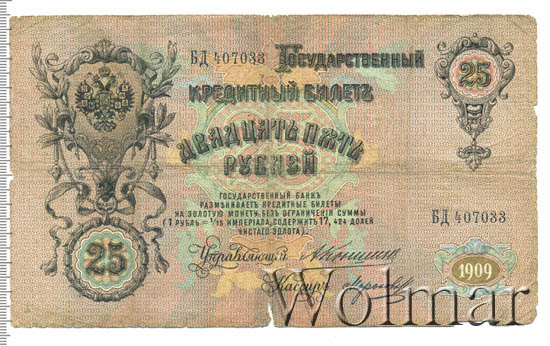 БД 407033 Государственный
25
Кредитный Билетъ
Двадцать пять
рублей
ГОСУДАРСТВЕННЫЙ БАНКЪ
РАЗМѢНИВАЕТЪ КРЕДИТНЫЕ БИЛЕТЫ
НА ЗОЛОТУЮ МОНЕТУ БЕЗЪ ОГРАНИЧЕНІЯ СУММЫ
(1 РУБЛЬ = 1/15 ИМПЕРІАЛА, СОДЕРЖИТЪ 17,424 ДОЛЕЙ
ЧИСТАГО ЗОЛОТА).
БД 407033
25
Управляющій А Коншинъ
1909
Кассиръ
Wolmar